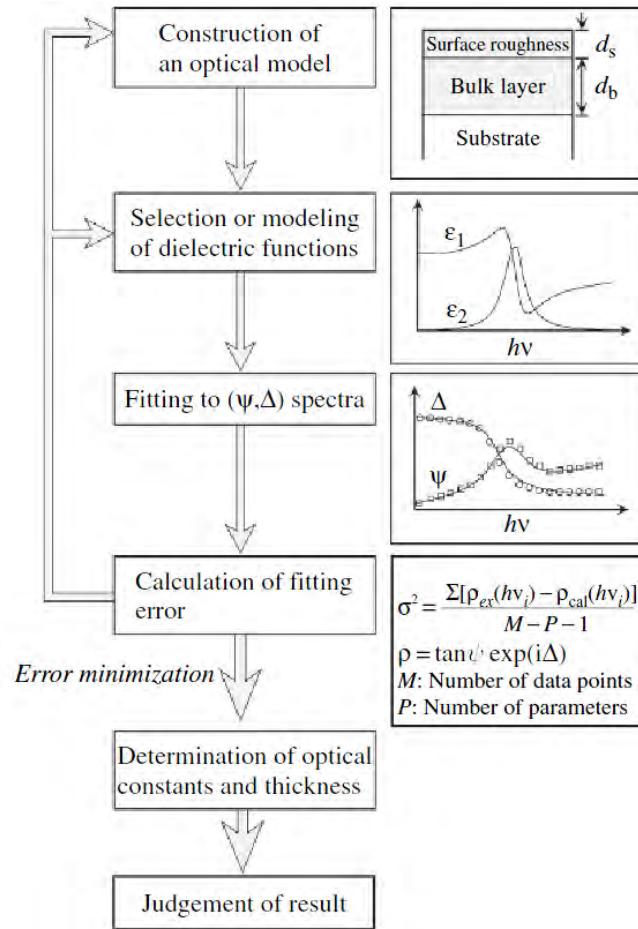 Construction of
an optical model
Surface roughness
d_s
Bulk layer
d_b
Substrate
Selection or modeling
of dielectric functions
ε₁
ε₂
hν
Fitting to (ψ,Δ) spectra
Δ
ψ
hν
Calculation of fitting
error
σ² = Σ[ρ_ex(hν_i) – ρ_cal(hν_i)] / M – P – 1
ρ = tanψ exp(iΔ)
M: Number of data points
P: Number of parameters
Error minimization
Determination of optical
constants and thickness
Judgement of result